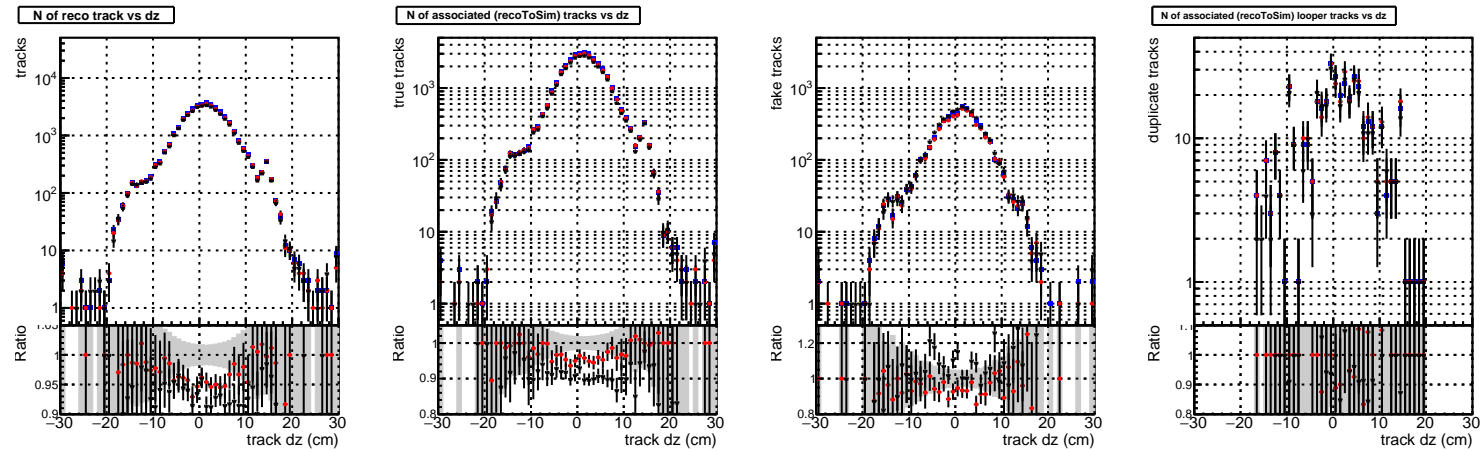 N of reco track vs dz
tracks
10⁴
10³
10²
10
1
Ratio
1.05
1
0.95
0.9
−30 −20 −10 0 10 20 30
track dz (cm)
N of associated (recoToSim) tracks vs dz
true tracks
10³
10²
10
1
Ratio
1
0.9
0.8
−30 −20 −10 0 10 20 30
track dz (cm)
fake tracks
10³
10²
10
1
Ratio
1.2
1
0.8
−30 −20 −10 0 10 20 30
track dz (cm)
N of associated (recoToSim) looper tracks vs dz
duplicate tracks
10
1
Ratio
1.1
1
0.9
0.8
−30 −20 −10 0 10 20 30
track dz (cm)